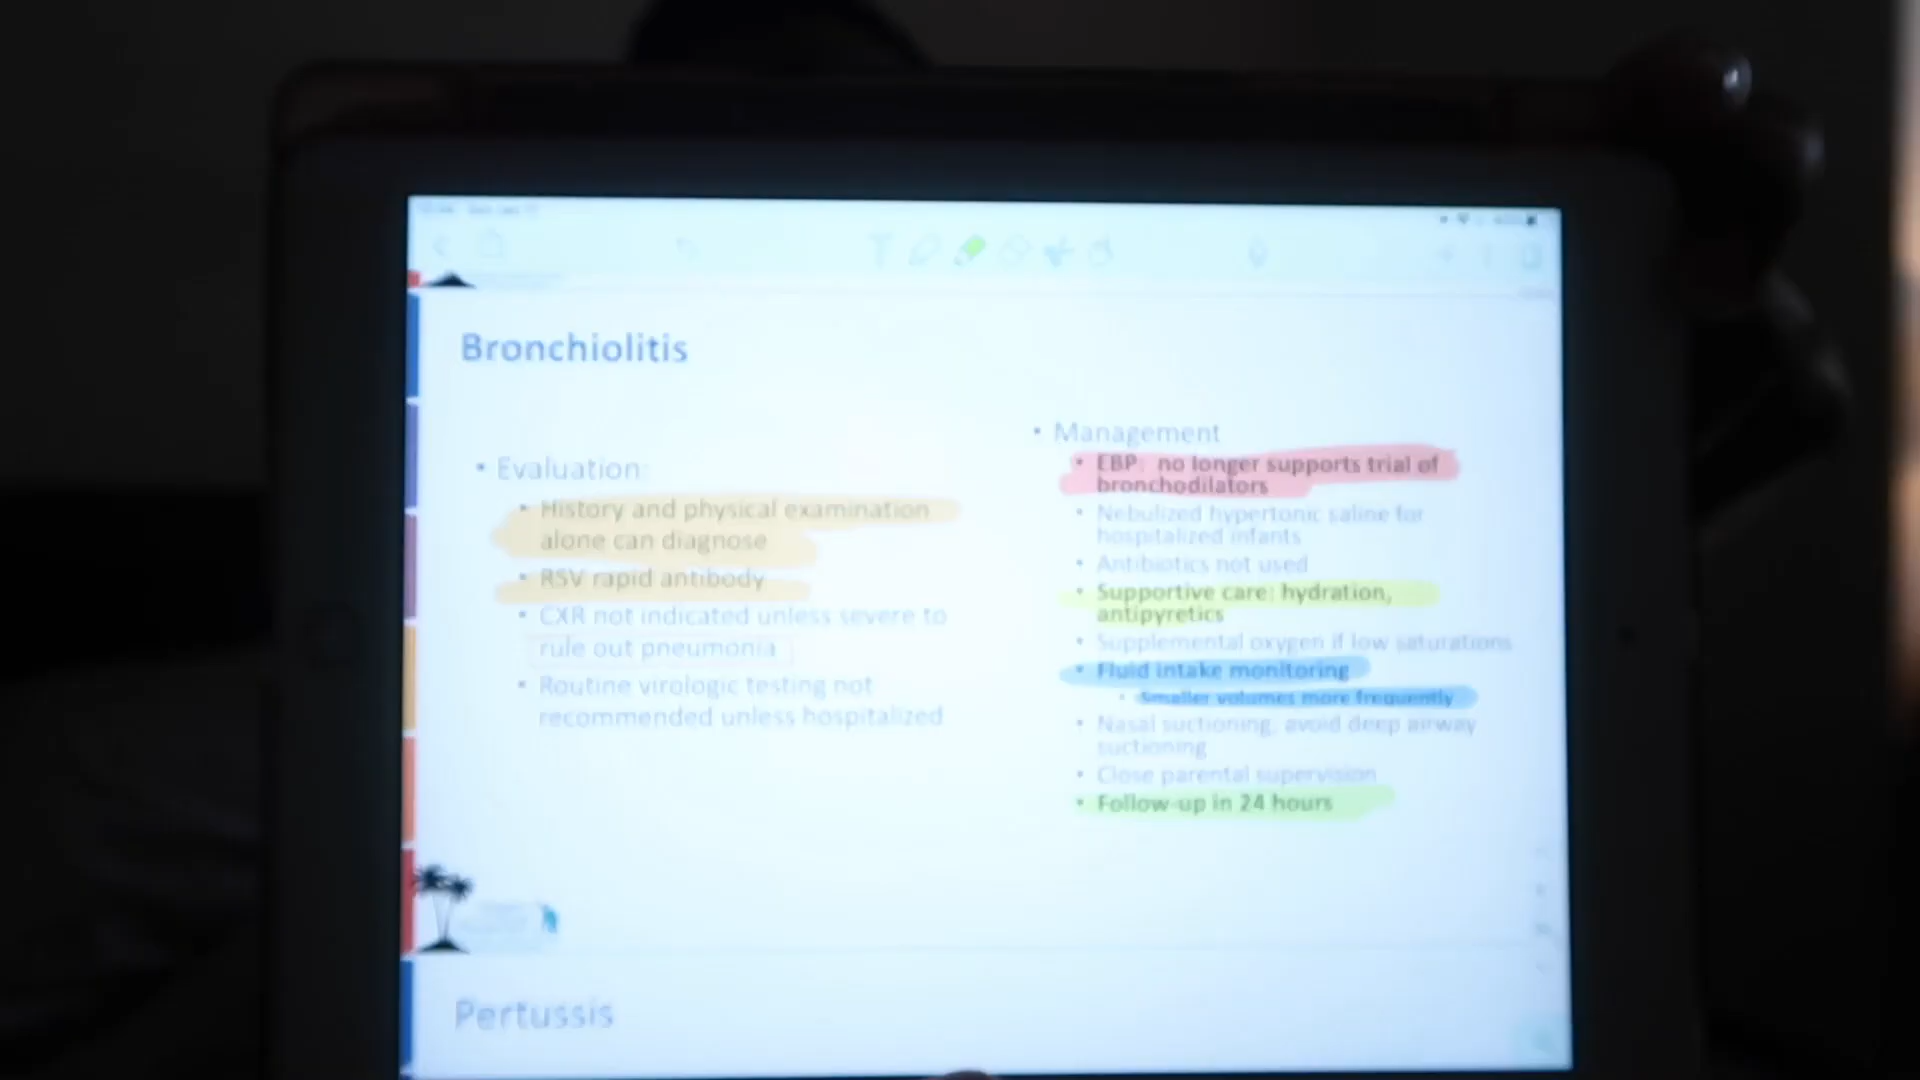 Bronchiolitis
• Evaluation:
• History and physical examination
alone can diagnose
• RSV rapid antibody
• CXR not indicated unless severe to
rule out pneumonia
• Routine virologic testing not
recommended unless hospitalized
• Management
• EBP: no longer supports trial of
bronchodilators
• Nebulized hypertonic saline for
hospitalized infants
• Antibiotics not used
• Supportive care: hydration,
antipyretics
• Supplemental oxygen if low saturations
• Fluid intake monitoring
• Smaller volumes more frequently
• Nasal suctioning, avoid deep airway
suctioning
• Close parental supervision
• Follow-up in 24 hours
Pertussis